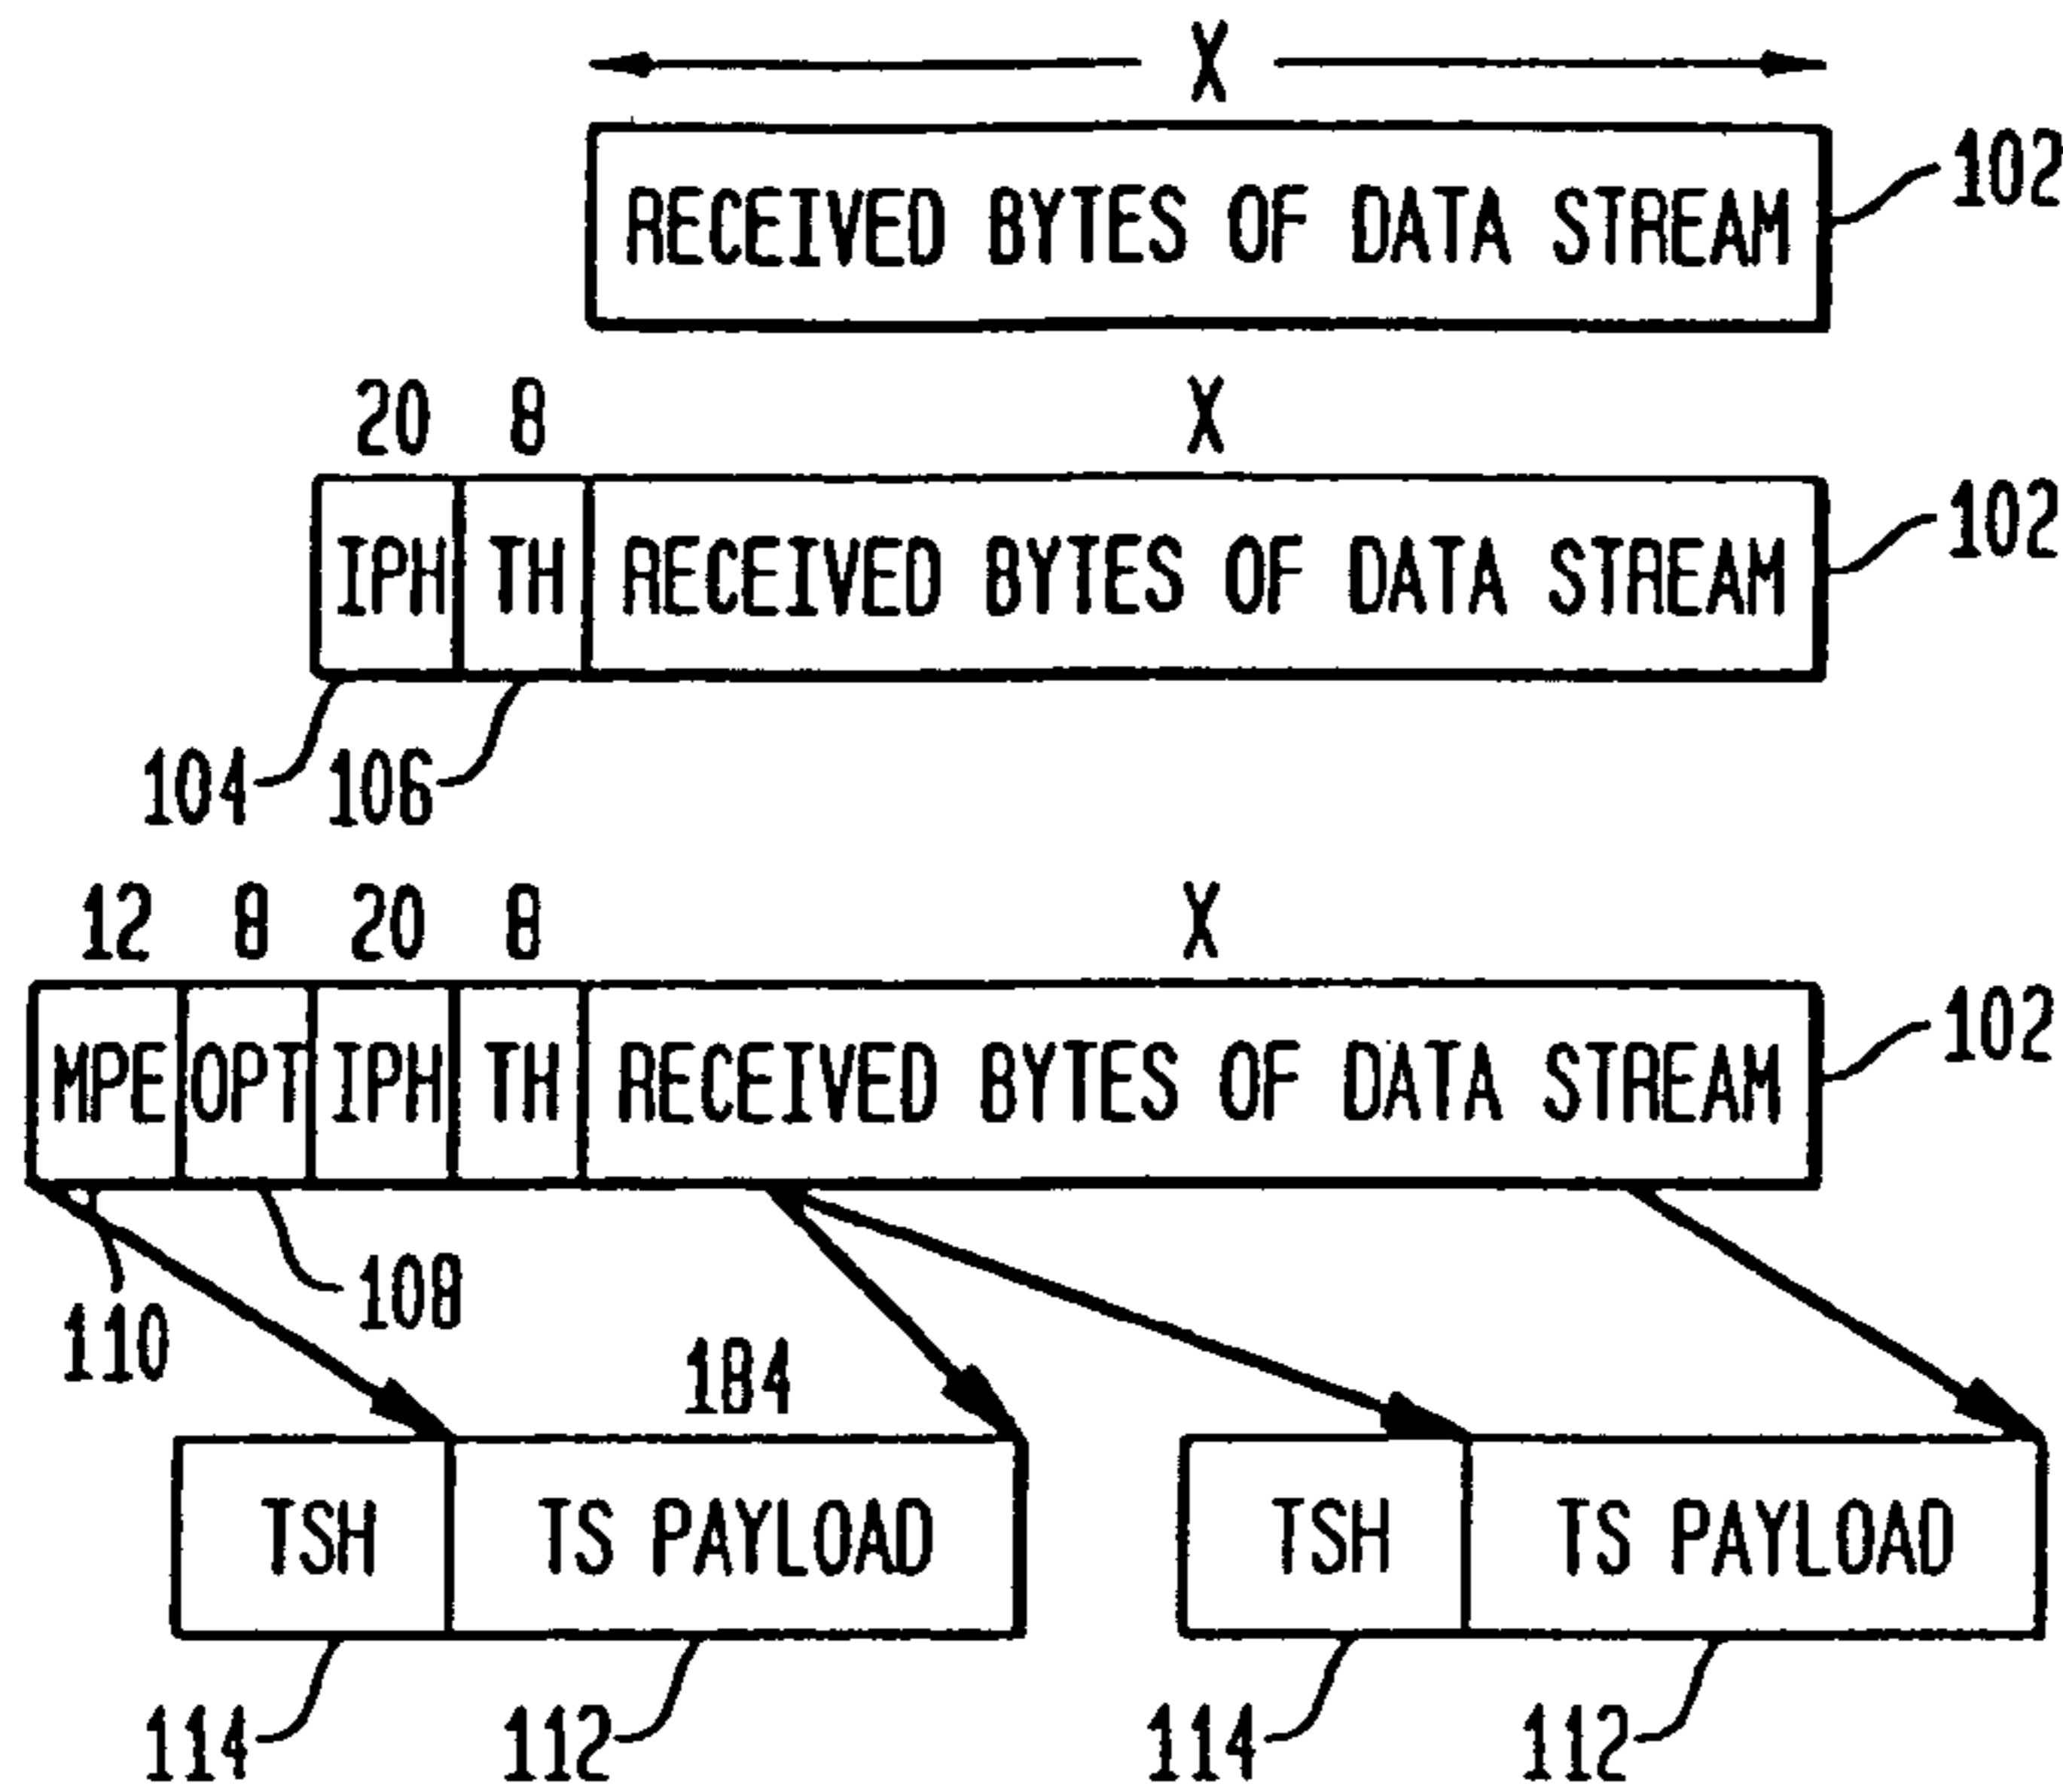 X
RECEIVED BYTES OF DATA STREAM 102
20 8 X
IPH TH RECEIVED BYTES OF DATA STREAM 102
104 106
12 8 20 8 X
MPE OPT IPH TH RECEIVED BYTES OF DATA STREAM 102
110 108
184
TSH TS PAYLOAD TSH TS PAYLOAD
114 112 114 112